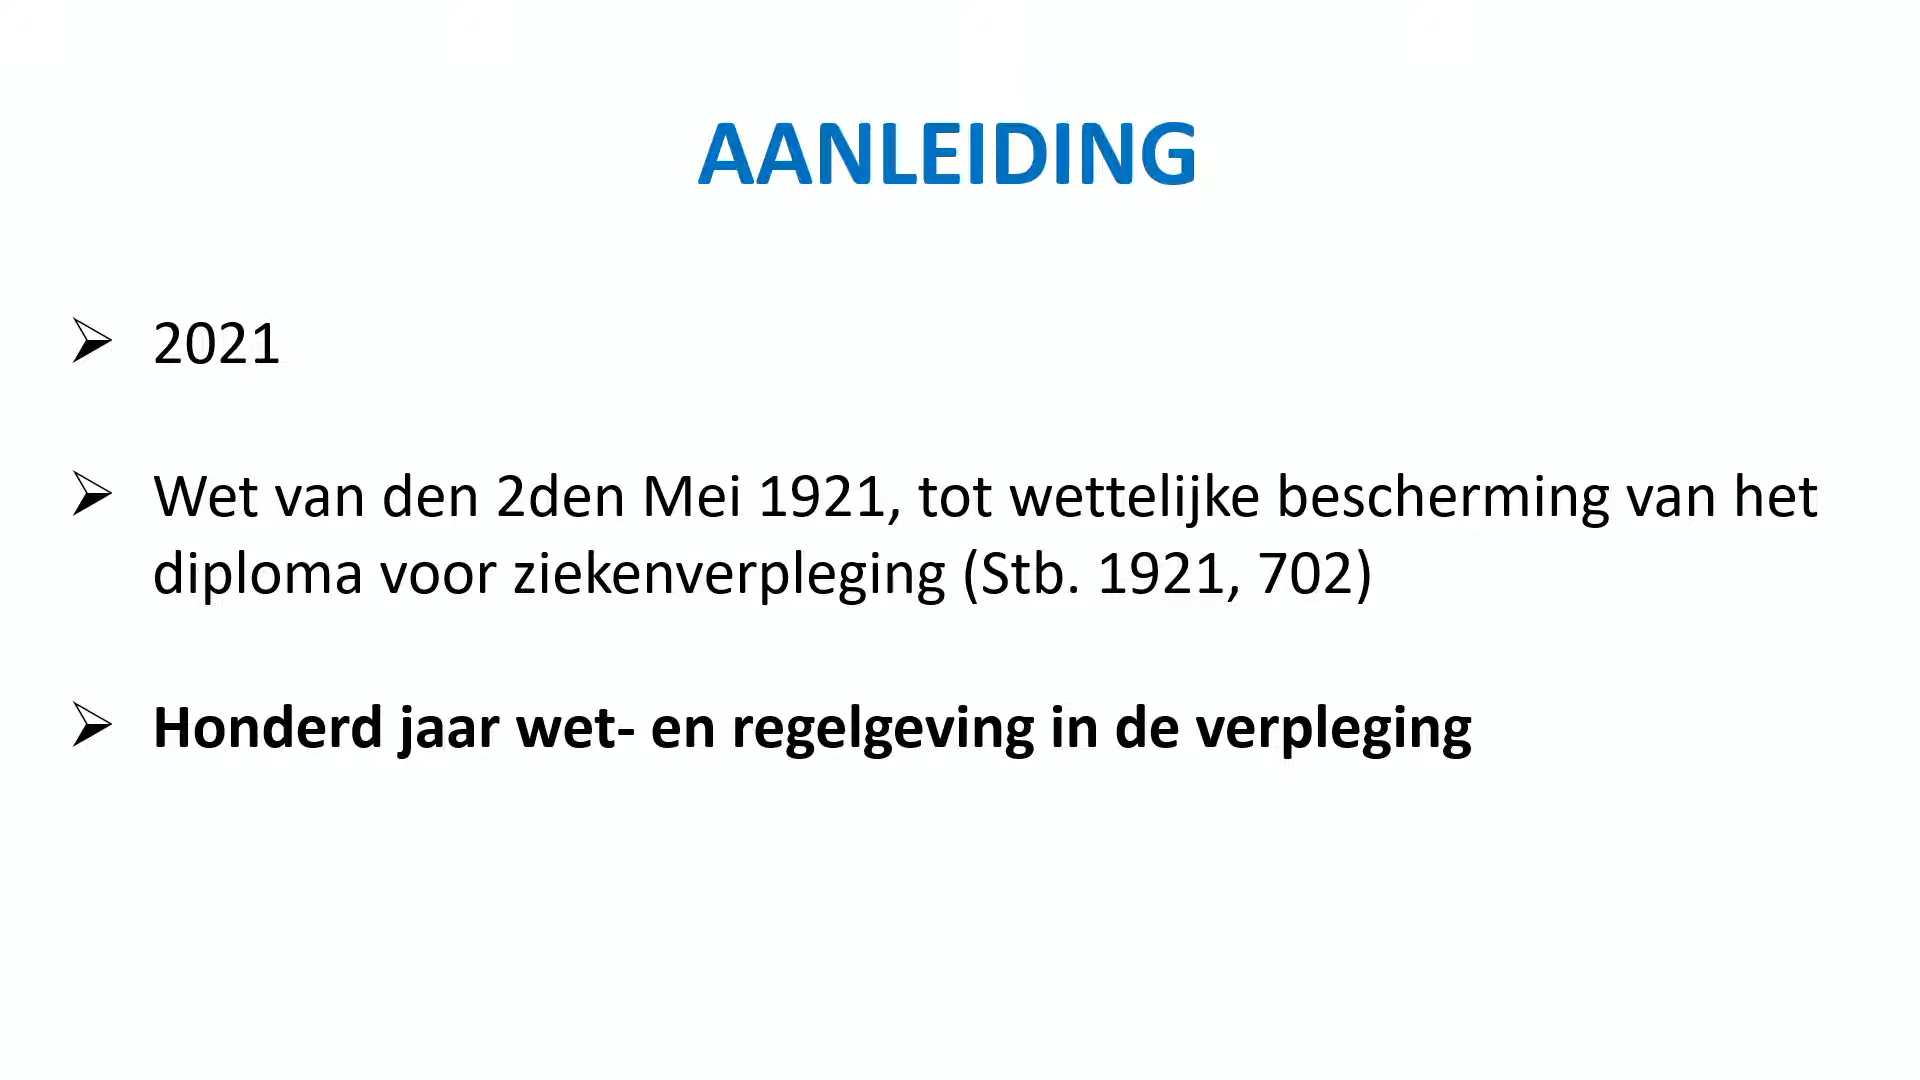 AANLEIDING
➢ 2021
➢ Wet van den 2den Mei 1921, tot wettelijke bescherming van het
diploma voor ziekenverpleging (Stb. 1921, 702)
➢ Honderd jaar wet- en regelgeving in de verpleging